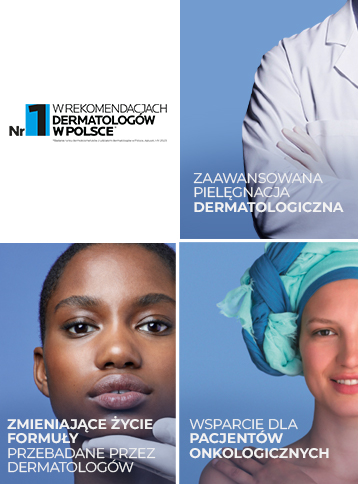 Nr 1 W REKOMENDACJACH
DERMATOLOGÓW
W POLSCE*
ZAAWANSOWANA
PIELĘGNACJA
DERMATOLOGICZNA
ZMIENIAJĄCE ŻYCIE
FORMUŁY
PRZEBADANE PRZEZ
DERMATOLOGÓW
WSPARCIE DLA
PACJENTÓW
ONKOLOGICZNYCH